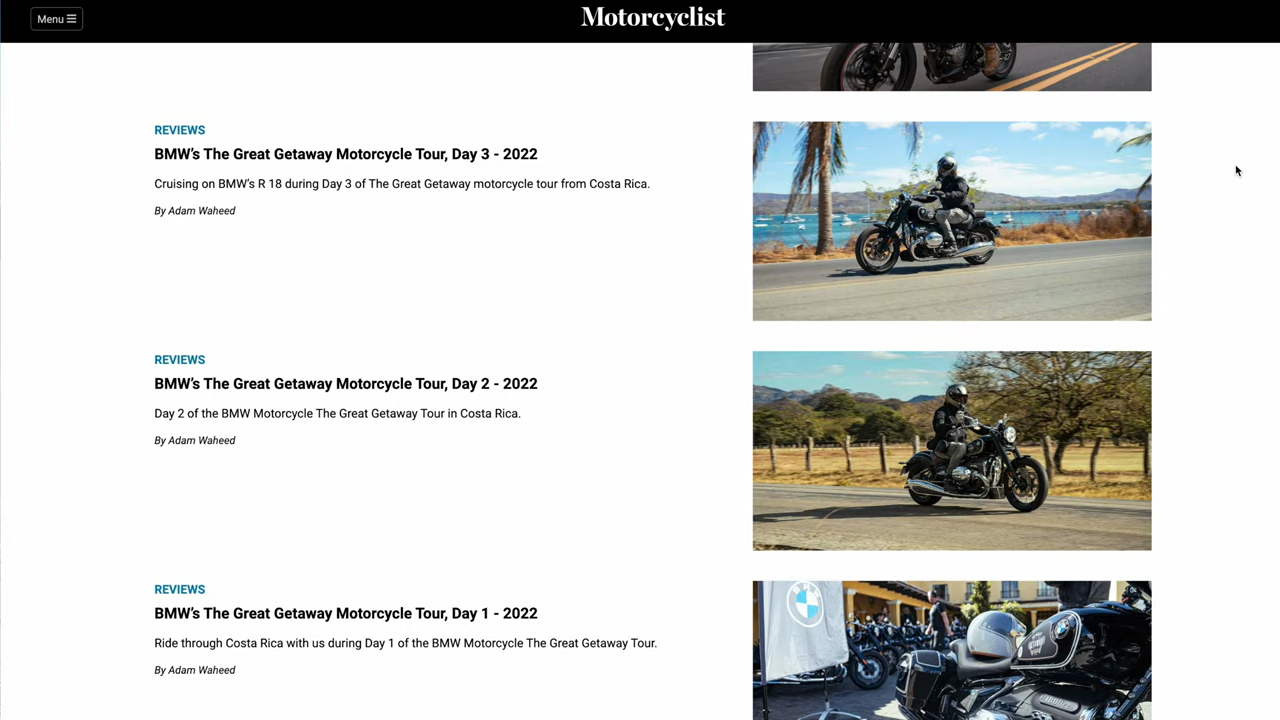 Menu
Motorcyclist
REVIEWS
BMW’s The Great Getaway Motorcycle Tour, Day 3 - 2022
Cruising on BMW’s R 18 during Day 3 of The Great Getaway motorcycle tour from Costa Rica.
By Adam Waheed
REVIEWS
BMW’s The Great Getaway Motorcycle Tour, Day 2 - 2022
Day 2 of the BMW Motorcycle The Great Getaway Tour in Costa Rica.
By Adam Waheed
REVIEWS
BMW’s The Great Getaway Motorcycle Tour, Day 1 - 2022
Ride through Costa Rica with us during Day 1 of the BMW Motorcycle The Great Getaway Tour.
By Adam Waheed